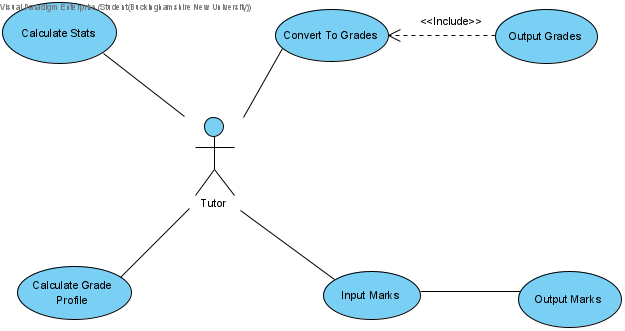 Visual Paradigm Enterprise (Student(Buckinghamshire New University))
Calculate Stats
Convert To Grades
<<Include>>
Output Grades
Tutor
Calculate Grade
Profile
Input Marks
Output Marks